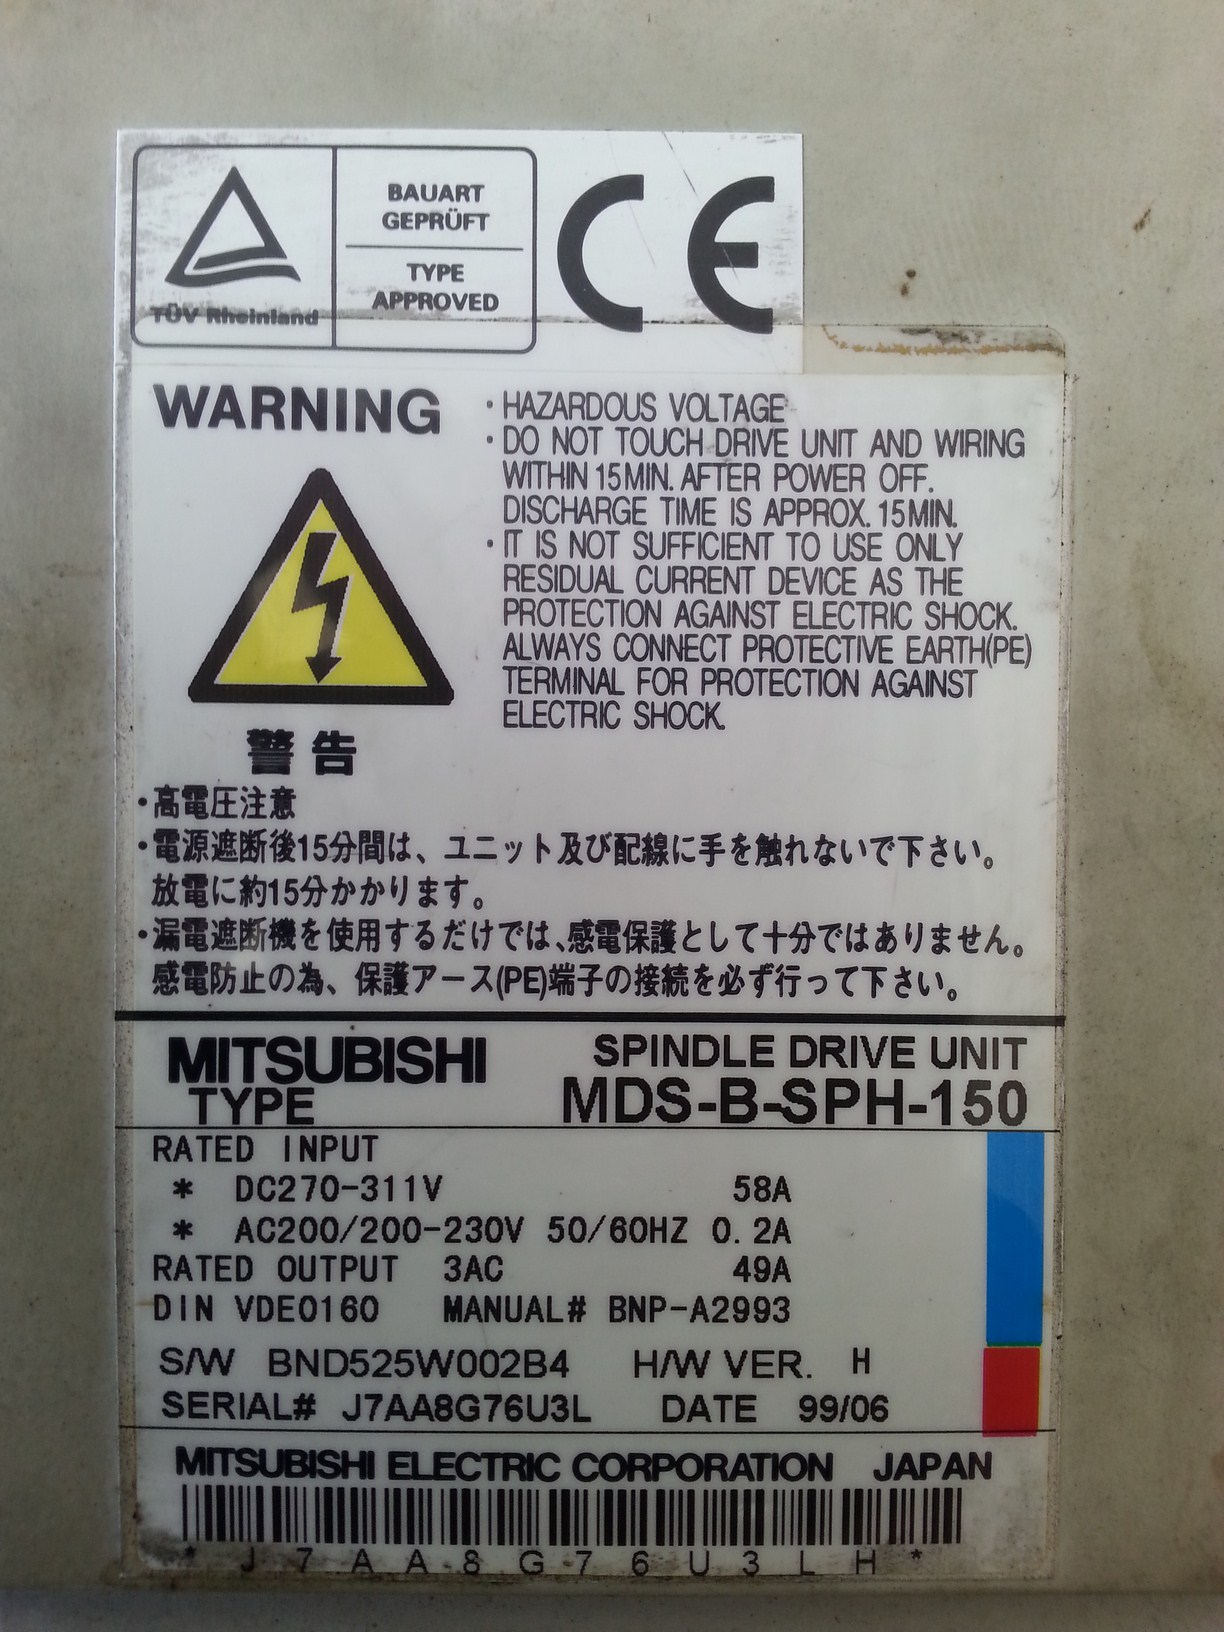 TÜV Rheinland
BAUART
GEPRÜFT
TYPE
APPROVED
CE
WARNING
・HAZARDOUS VOLTAGE
・DO NOT TOUCH DRIVE UNIT AND WIRING
WITHIN 15MIN. AFTER POWER OFF.
DISCHARGE TIME IS APPROX. 15MIN.
・IT IS NOT SUFFICIENT TO USE ONLY
RESIDUAL CURRENT DEVICE AS THE
PROTECTION AGAINST ELECTRIC SHOCK.
ALWAYS CONNECT PROTECTIVE EARTH(PE)
TERMINAL FOR PROTECTION AGAINST
ELECTRIC SHOCK.
警告
・高電圧注意
・電源遮断後15分間は、ユニット及び配線に手を触れないで下さい。
放電に約15分かかります。
・漏電遮断機を使用するだけでは、感電保護として十分ではありません。
感電防止の為、保護アース(PE)端子の接続を必ず行って下さい。
MITSUBISHI SPINDLE DRIVE UNIT
TYPE MDS-B-SPH-150
RATED INPUT
* DC270-311V 58A
* AC200/200-230V 50/60HZ 0.2A
RATED OUTPUT 3AC 49A
DIN VDE0160 MANUAL# BNP-A2993
S/W BND525W002B4 H/W VER. H
SERIAL# J7AA8G76U3L DATE 99/06
MITSUBISHI ELECTRIC CORPORATION JAPAN
* J 7 A A 8 G 7 6 U 3 L H *